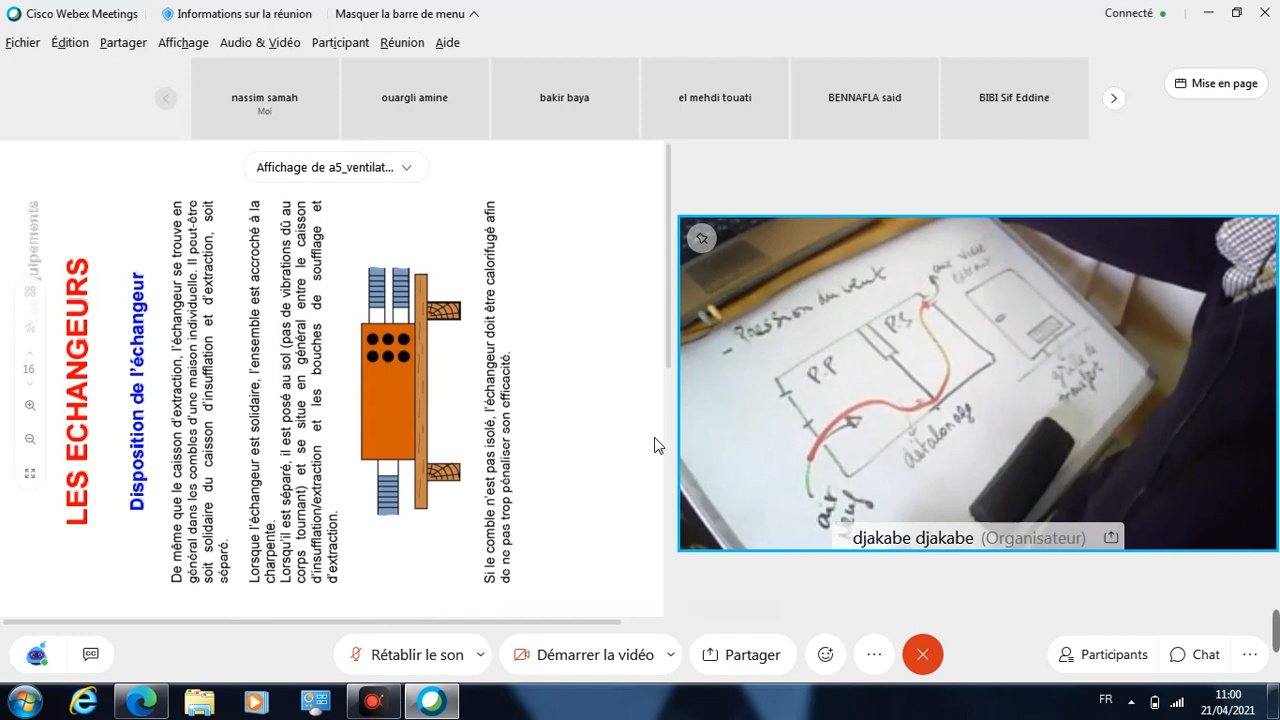 Cisco Webex Meetings
Informations sur la réunion
Masquer la barre de menu
Connecté
Fichier Édition Partager Affichage Audio & Vidéo Participant Réunion Aide
nassim samah
Moi
ouargli amine
bakir baya
el mehdi touati
BENNAFLA said
BIBI Sif Eddine
Mise en page
Affichage de a5_ventilat...
16
LES ECHANGEURS
Disposition de l'échangeur
De même que le caisson d'extraction, l'échangeur se trouve en
général dans les combles d'une maison individuelle. Il peut-être
soit solidaire du caisson d'insufflation et d'extraction, soit
séparé.
Lorsque l'échangeur est solidaire, l'ensemble est accroché à la
charpente.
Lorsqu'il est séparé, il est posé au sol (pas de vibrations dû au
corps tournant) et se situe en général entre le caisson
d'insufflation/extraction et les bouches de soufflage et
d'extraction.
Si le comble n'est pas isolé, l'échangeur doit être calorifugé afin
de ne pas trop pénaliser son efficacité.
- Pression du vent
P.P
P.S
détalonage
air
neuf
djakabe djakabe (Organisateur)
Rétablir le son
Démarrer la vidéo
Partager
Participants
Chat
FR
11:00
21/04/2021